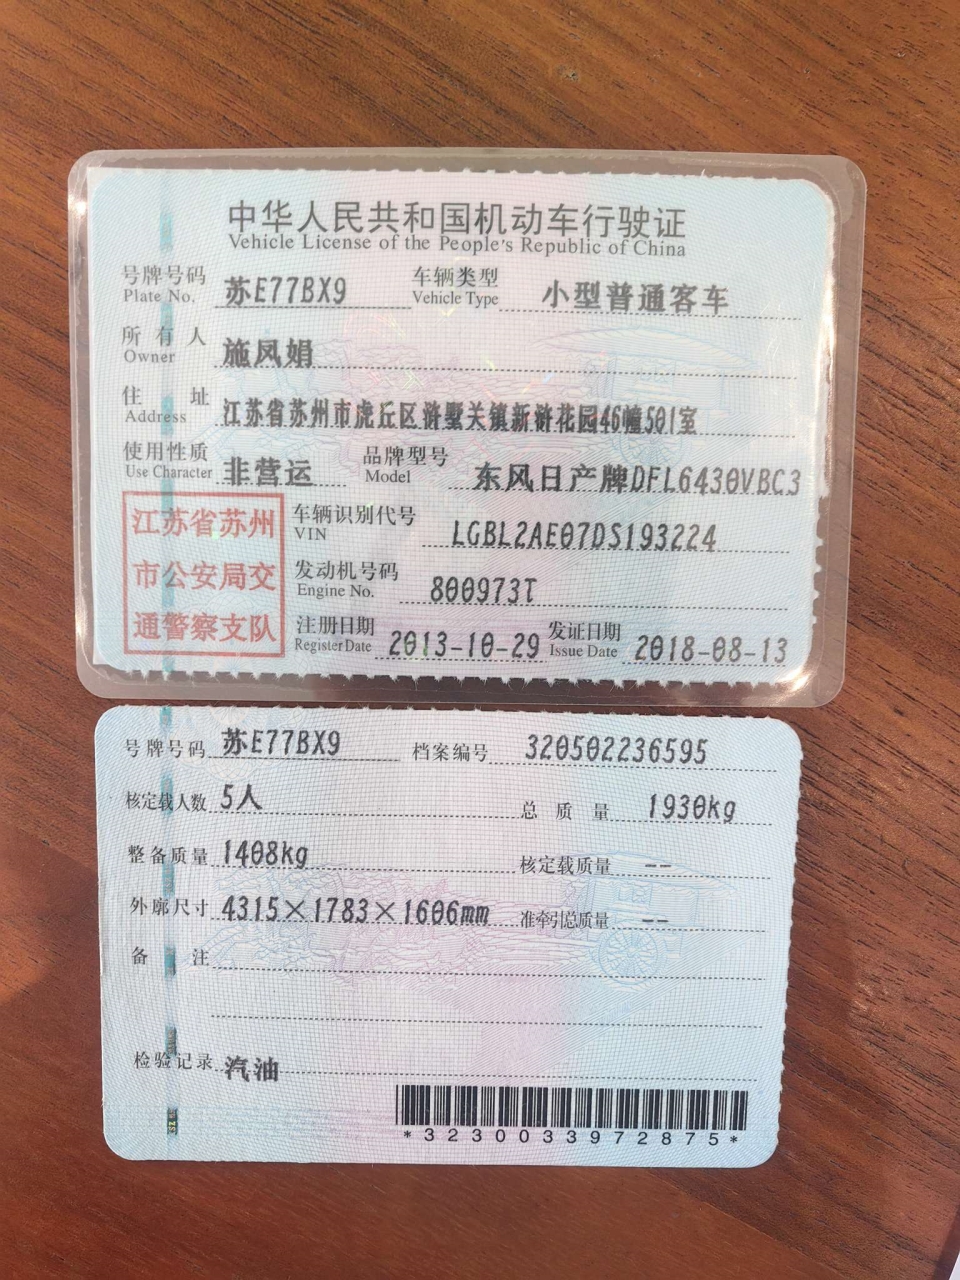 中华人民共和国机动车行驶证
Vehicle License of the People's Republic of China
号牌号码 苏E77BX9 车辆类型 小型普通客车
Plate No. Vehicle Type
所有人 施凤娟
Owner
住址 江苏省苏州市虎丘区浒墅关镇新浒花园46幢501室
Address
使用性质 非营运 品牌型号 东风日产牌DFL6430VBC3
Use Character Model
江苏省苏州
市公安局交
通警察支队
车辆识别代号 LGBL2AE07DS193224
VIN
发动机号码 800973T
Engine No.
注册日期 2013-10-29 发证日期 2018-08-13
Register Date Issue Date
号牌号码 苏E77BX9 档案编号 320502236595
核定载人数 5人 总质量 1930kg
整备质量 1408kg 核定载质量 --
外廓尺寸 4315×1783×1606mm 准牵引总质量 --
备注
检验记录 汽油
*3230033972875*